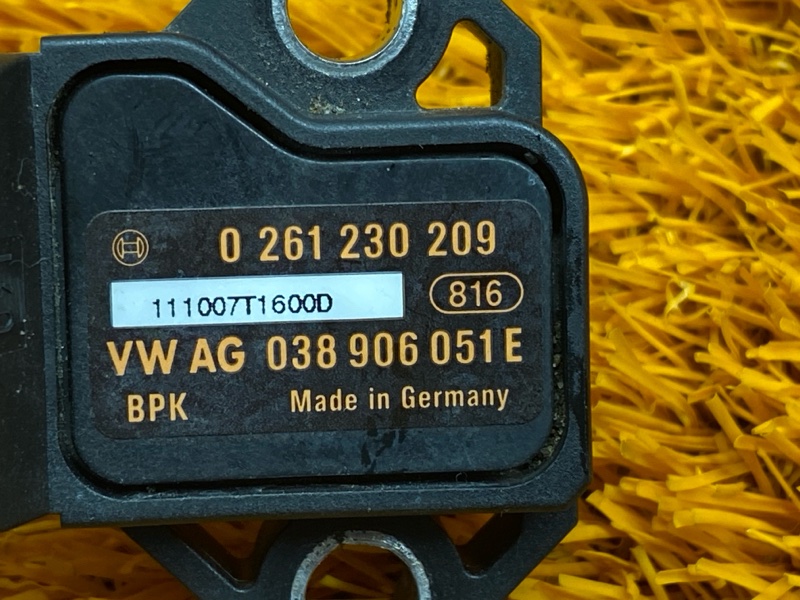 0 261 230 209
111007T1600D 816
VW AG 038 906 051 E
BPK Made in Germany